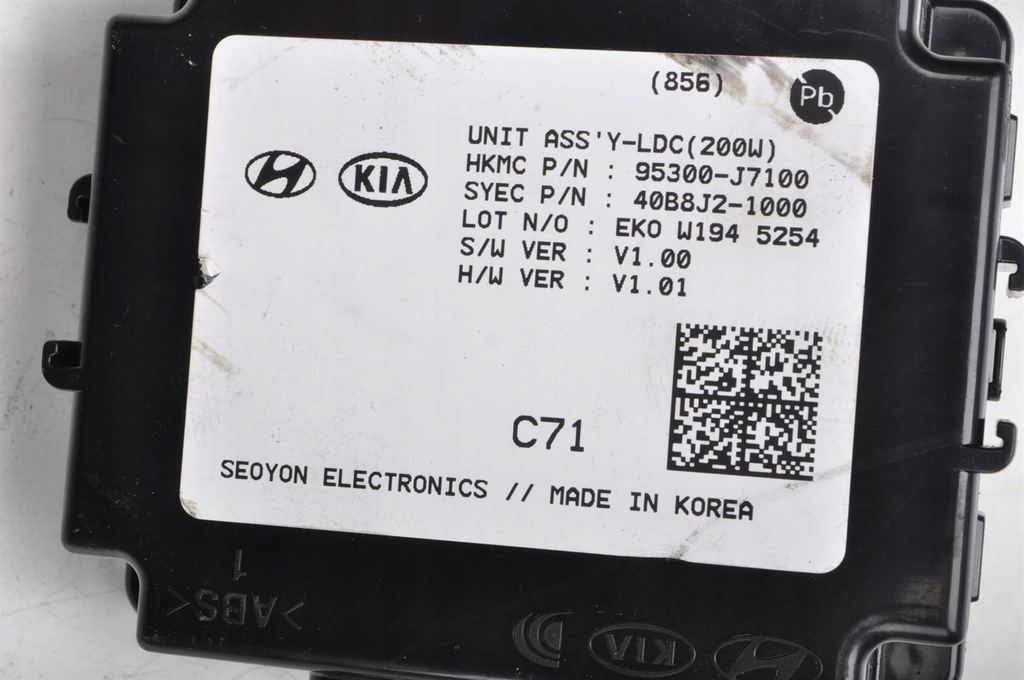 (856)
Pb
UNIT ASS'Y-LDC(200W)
HKMC P/N : 95300-J7100
SYEC P/N : 40B8J2-1000
LOT N/O : EKO W194 5254
S/W VER : V1.00
H/W VER : V1.01
KIA
C71
SEOYON ELECTRONICS // MADE IN KOREA
1
>ABS<
KIA